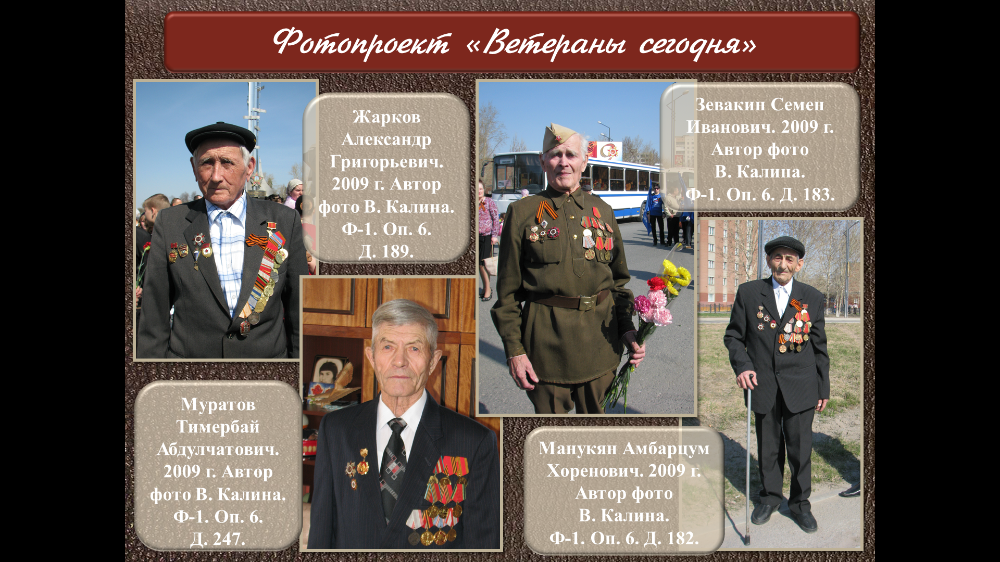 Фотопроект «Ветераны сегодня»
Жарков
Александр
Григорьевич.
2009 г. Автор
фото В. Калина.
Ф-1. Оп. 6.
Д. 189.
Зевакин Семен
Иванович. 2009 г.
Автор фото
В. Калина.
Ф-1. Оп. 6. Д. 183.
Муратов
Тимербай
Абдулчатович.
2009 г. Автор
фото В. Калина.
Ф-1. Оп. 6.
Д. 247.
Манукян Амбарцум
Хоренович. 2009 г.
Автор фото
В. Калина.
Ф-1. Оп. 6. Д. 182.